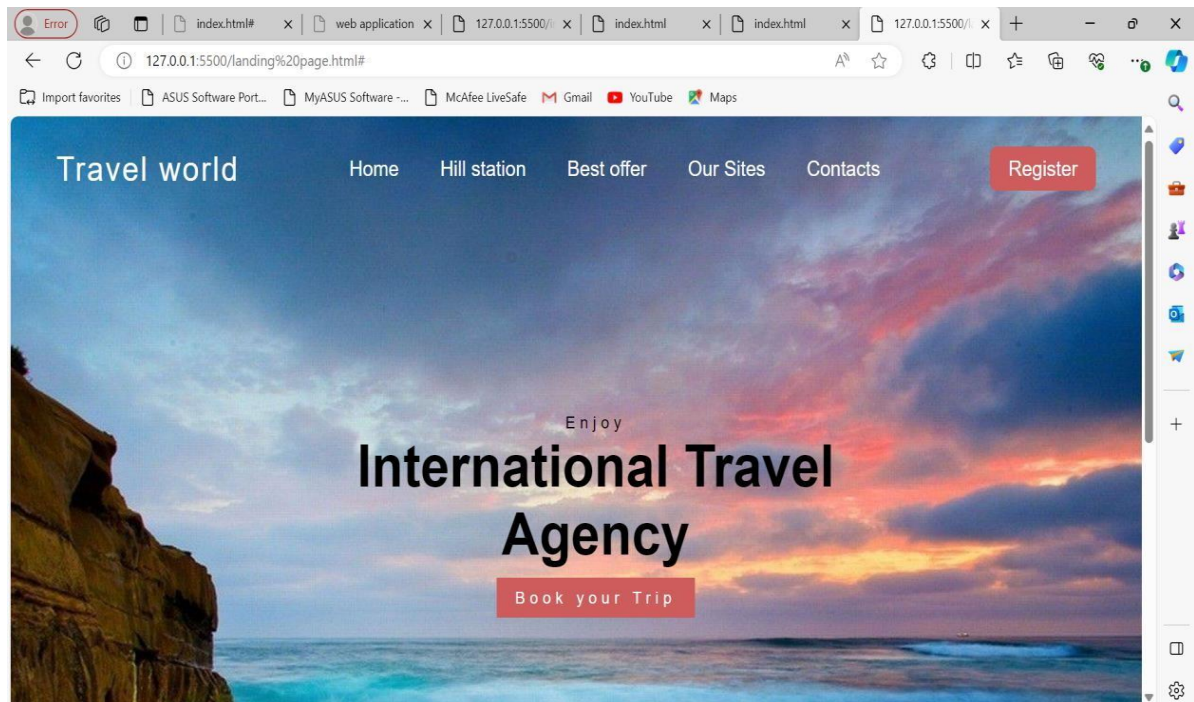 Error index.html# web application 127.0.0.1:5500/ index.html index.html 127.0.0.1:5500/
127.0.0.1:5500/landing%20page.html#
Import favorites ASUS Software Port... MyASUS Software -... McAfee LiveSafe Gmail YouTube Maps
Travel world Home Hill station Best offer Our Sites Contacts Register
Enjoy
International Travel
Agency
Book your Trip